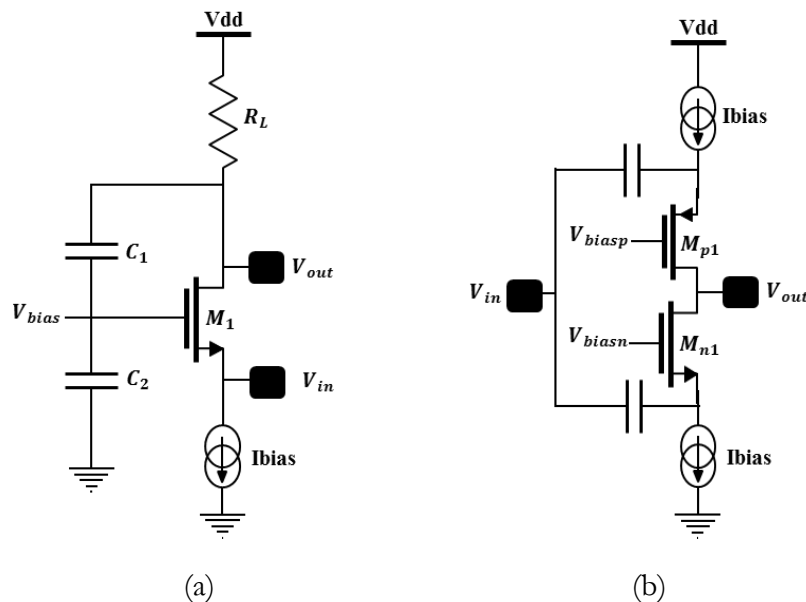 Vdd
R_L
C_1
V_out
V_bias
M_1
C_2
V_in
Ibias
(a)
Vdd
Ibias
V_biasp
M_p1
V_in
V_out
V_biasn
M_n1
Ibias
(b)